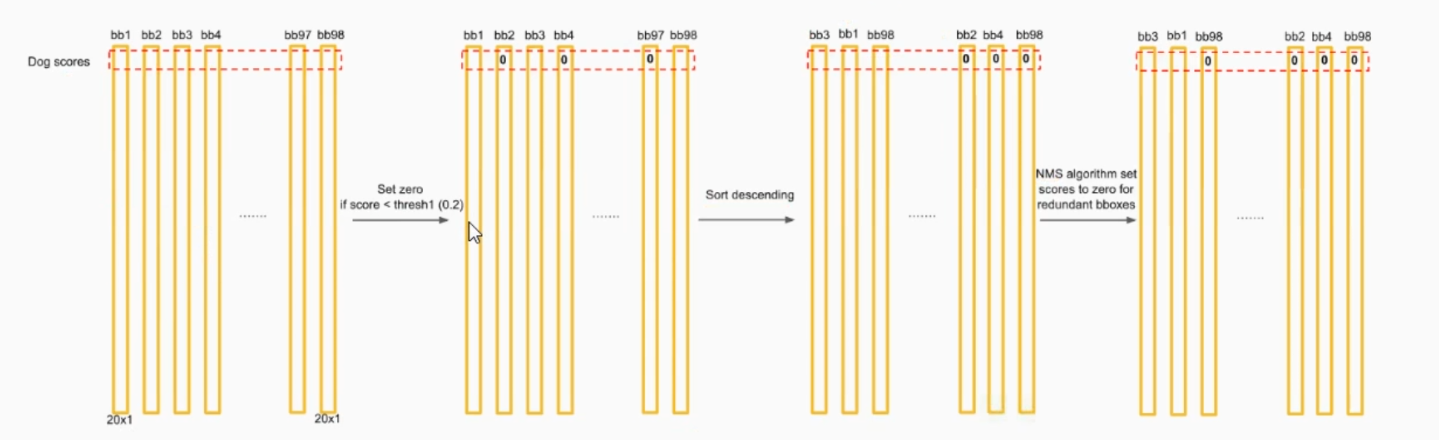 bb1 bb2 bb3 bb4 bb97 bb98 bb1 bb2 bb3 bb4 bb97 bb98 bb3 bb1 bb98 bb2 bb4 bb98 bb3 bb1 bb98 bb2 bb4 bb98
Dog scores 0 0 0 0 0 0 0 0 0 0
....... ....... ....... .......
Set zero
if score < thresh1 (0.2)
Sort descending
NMS algorithm set
scores to zero for
redundant bboxes
20x1 20x1